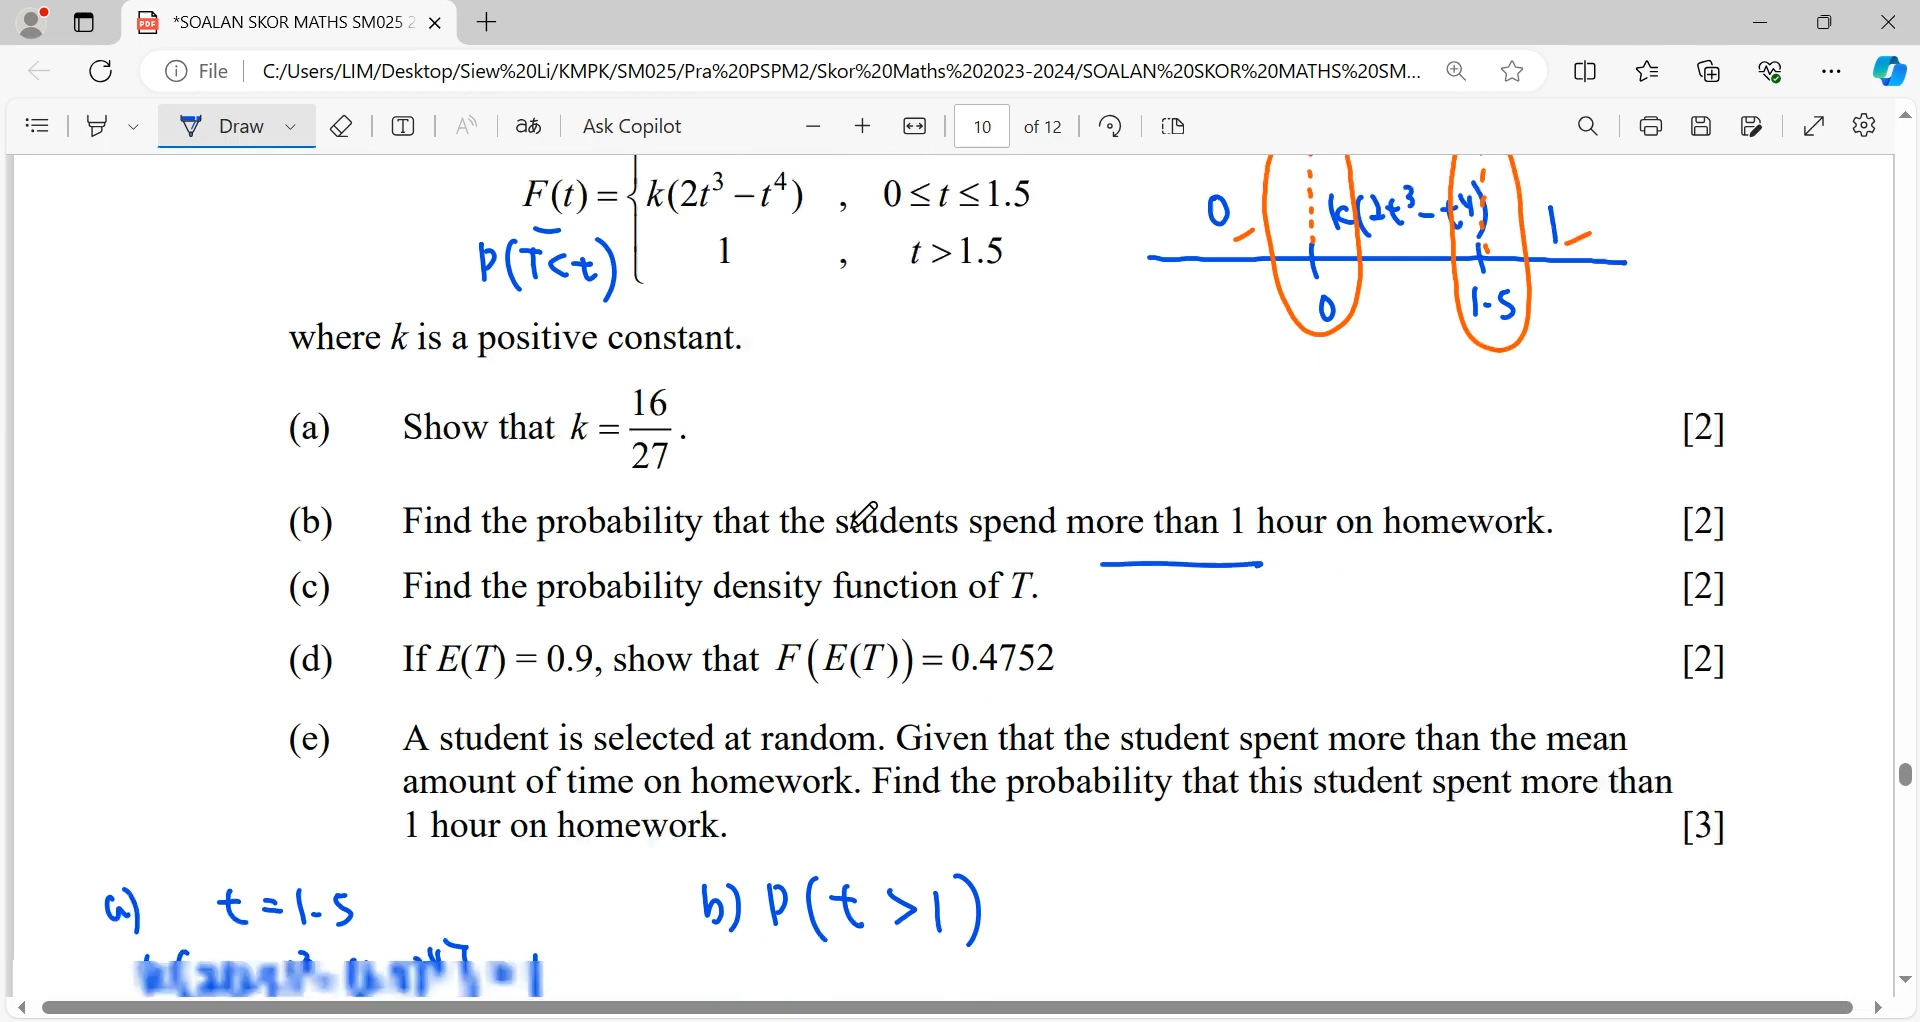 *SOALAN SKOR MATHS SM025 2
File
C:/Users/LIM/Desktop/Siew%20Li/KMPK/SM025/Pra%20PSPM2/Skor%20Maths%202023-2024/SOALAN%20SKOR%20MATHS%20SM...
Draw
Ask Copilot
10 of 12
F(t) = { k(2t³ − t⁴) , 0 ≤ t ≤ 1.5
1 , t > 1.5
P(T<t)
0 k(2t³-t⁴) 1
0 1.5
where k is a positive constant.
(a) Show that k = 16/27 . [2]
(b) Find the probability that the students spend more than 1 hour on homework. [2]
(c) Find the probability density function of T. [2]
(d) If E(T) = 0.9, show that F(E(T)) = 0.4752 [2]
(e) A student is selected at random. Given that the student spent more than the mean
amount of time on homework. Find the probability that this student spent more than
1 hour on homework. [3]
a) t = 1.5
b) P(t > 1)